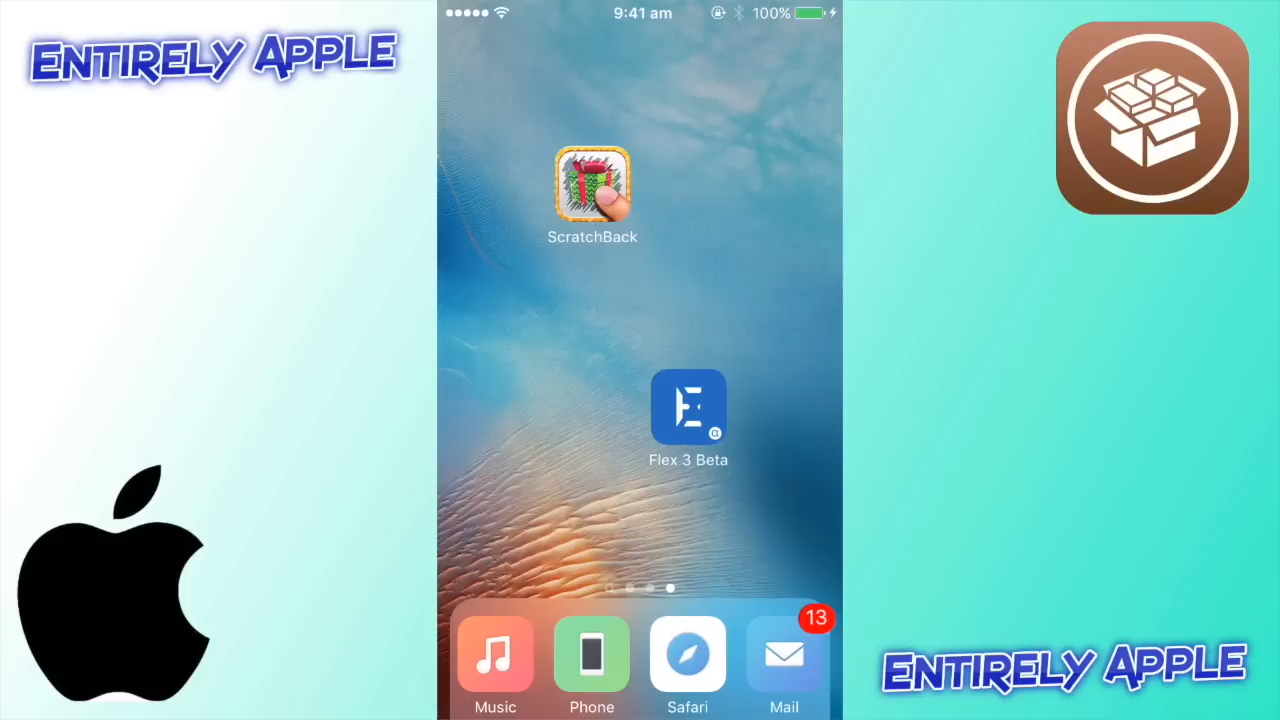 Entirely Apple
9:41 am
100%
ScratchBack
Flex 3 Beta
13
Music
Phone
Safari
Mail
Entirely Apple